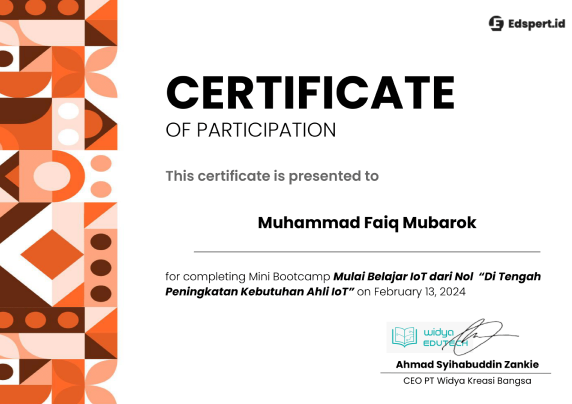 Edspert.id
CERTIFICATE
OF PARTICIPATION
This certificate is presented to
Muhammad Faiq Mubarok
for completing Mini Bootcamp Mulai Belajar IoT dari Nol "Di Tengah
Peningkatan Kebutuhan Ahli IoT" on February 13, 2024
widya
EDUTECH
Ahmad Syihabuddin Zankie
CEO PT Widya Kreasi Bangsa